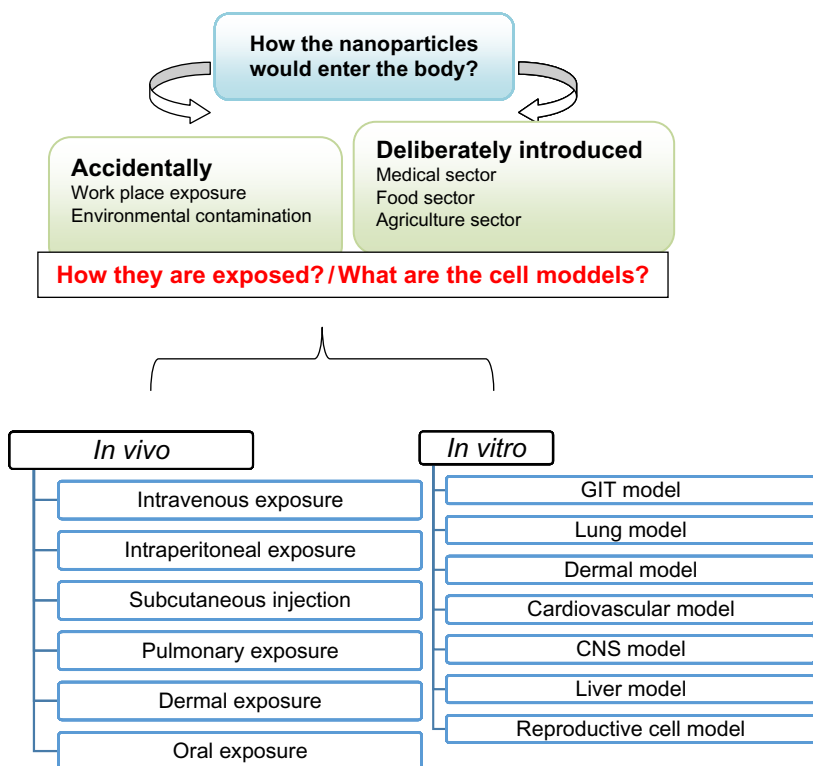 How the nanoparticles
would enter the body?
Accidentally
Work place exposure
Environmental contamination
Deliberately introduced
Medical sector
Food sector
Agriculture sector
How they are exposed? / What are the cell moddels?
In vivo
Intravenous exposure
Intraperitoneal exposure
Subcutaneous injection
Pulmonary exposure
Dermal exposure
Oral exposure
In vitro
GIT model
Lung model
Dermal model
Cardiovascular model
CNS model
Liver model
Reproductive cell model